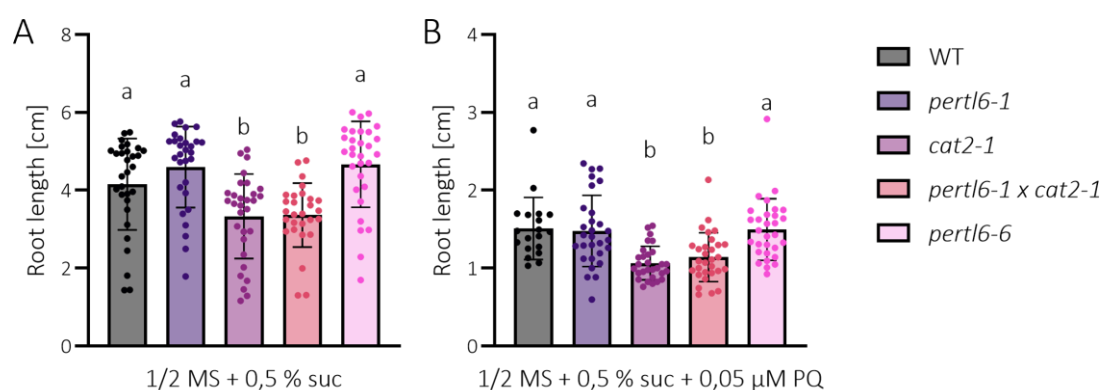 A
Root length [cm]
8
6
4
2
0
a
a
b
b
a
1/2 MS + 0,5 % suc
B
Root length [cm]
4
3
2
1
0
a
a
b
b
a
1/2 MS + 0,5 % suc + 0,05 µM PQ
WT
pertl6-1
cat2-1
pertl6-1 x cat2-1
pertl6-6